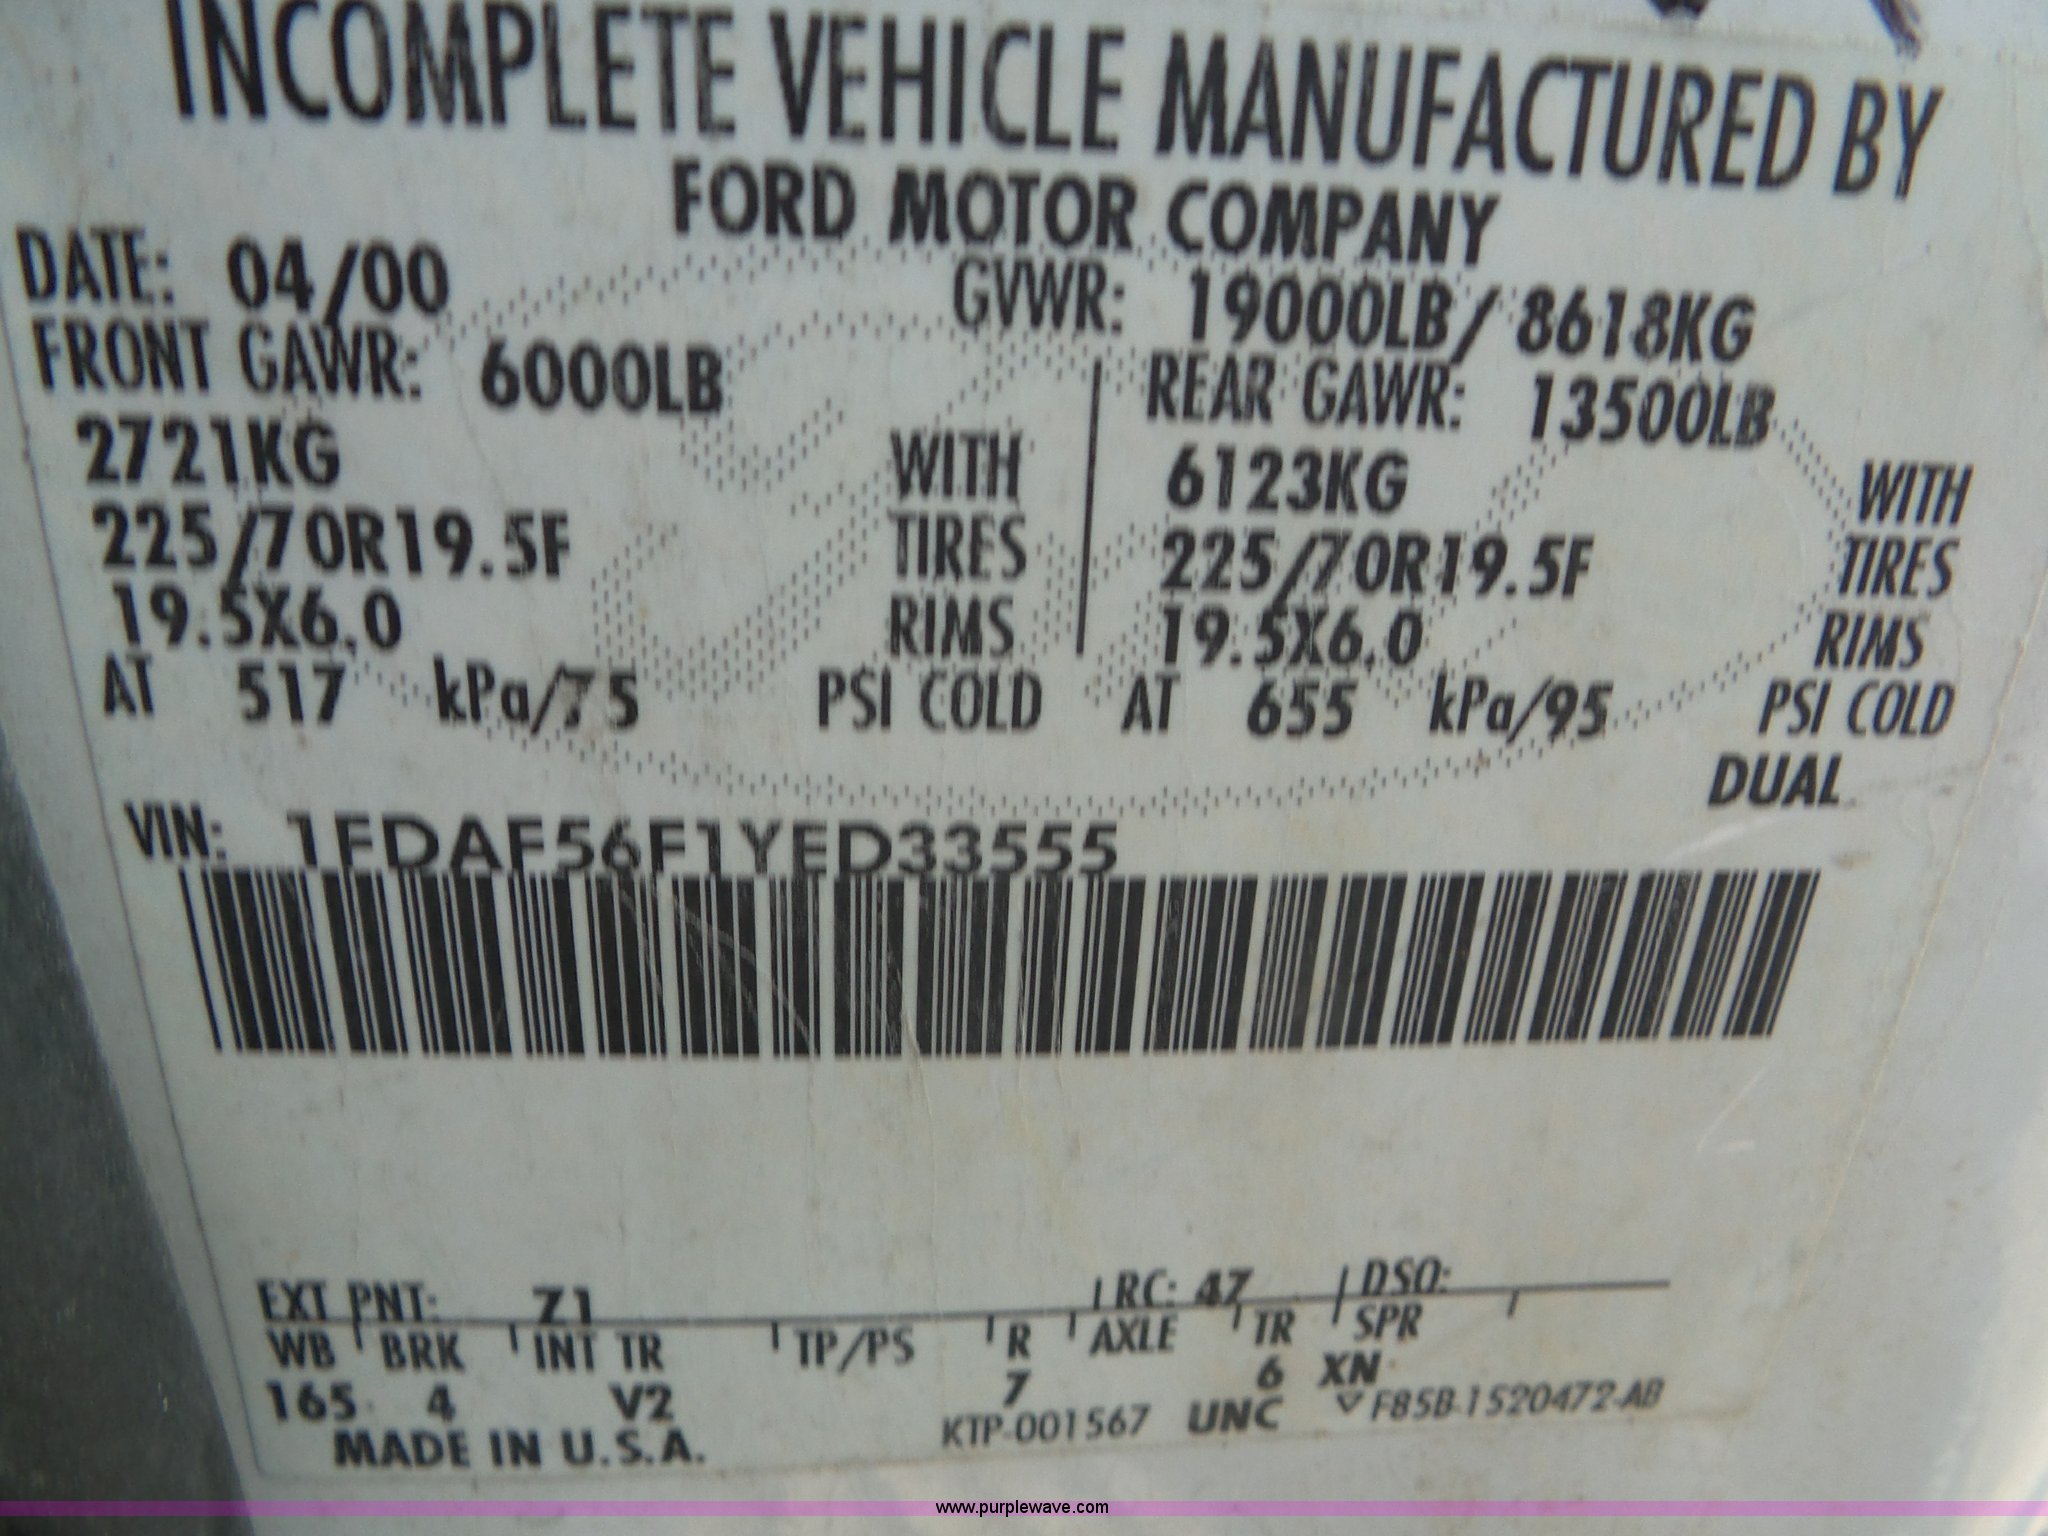 INCOMPLETE VEHICLE MANUFACTURED BY
FORD MOTOR COMPANY
DATE: 04/00 GVWR: 19000LB/ 8618KG
FRONT GAWR: 6000LB REAR GAWR: 13500LB
2721KG WITH 6123KG WITH
225/70R19.5F TIRES 225/70R19.5F TIRES
19.5X6.0 RIMS 19.5X6.0 RIMS
AT 517 kPa/75 PSI COLD AT 655 kPa/95 PSI COLD
DUAL
VIN: 1FDAF56F1YED33555
EXT PNT: Z1 RC: 47 DSO:
WB BRK INT TR TP/PS R AXLE TR SPR
165 4 V2 7 6 XN
MADE IN U.S.A. KTP-001567 UNC F85B-1520472-AB
www.purplewave.com